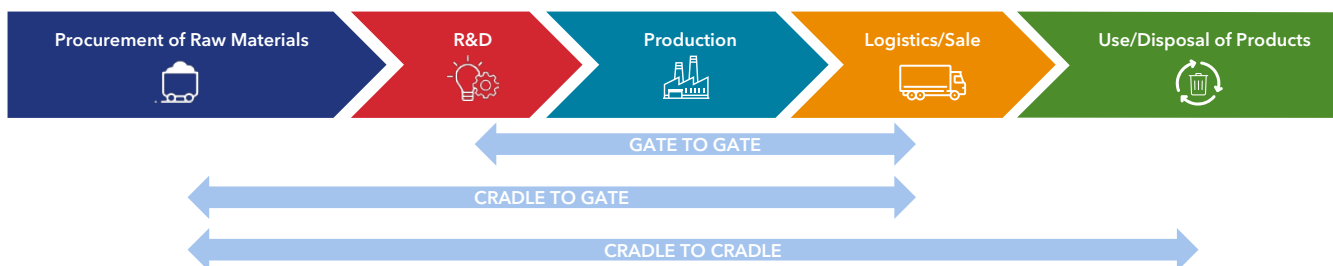 Procurement of Raw Materials
R&D
Production
Logistics/Sale
Use/Disposal of Products
GATE TO GATE
CRADLE TO GATE
CRADLE TO CRADLE